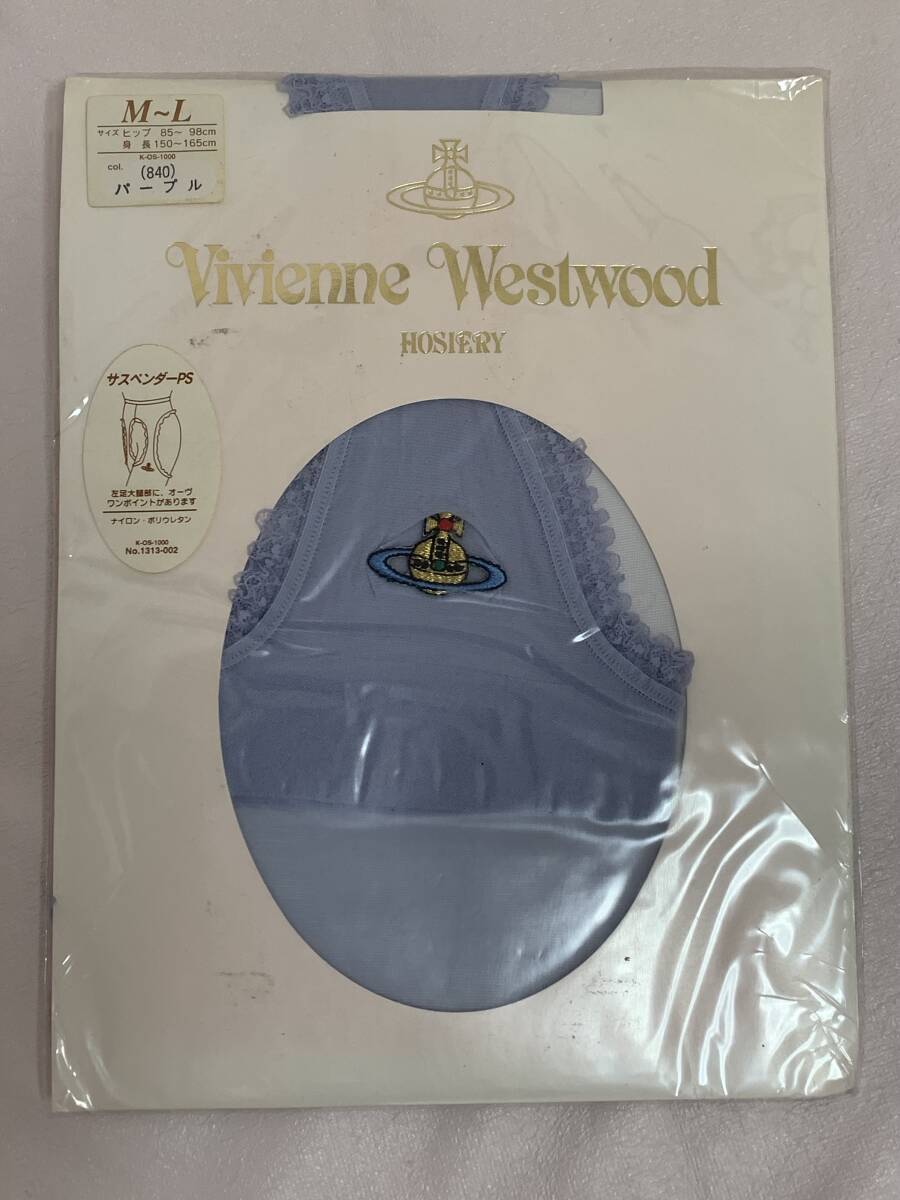 M~L
サイズ ヒップ 85~ 98cm
身 長 150~165cm
K-OS-1000
col. (840)
パープル
Vivienne Westwood
HOSIERY
サスペンダーPS
左足大腿部に、オーヴ
ワンポイントがあります
ナイロン・ポリウレタン
K-OS-1000
No.1313-002